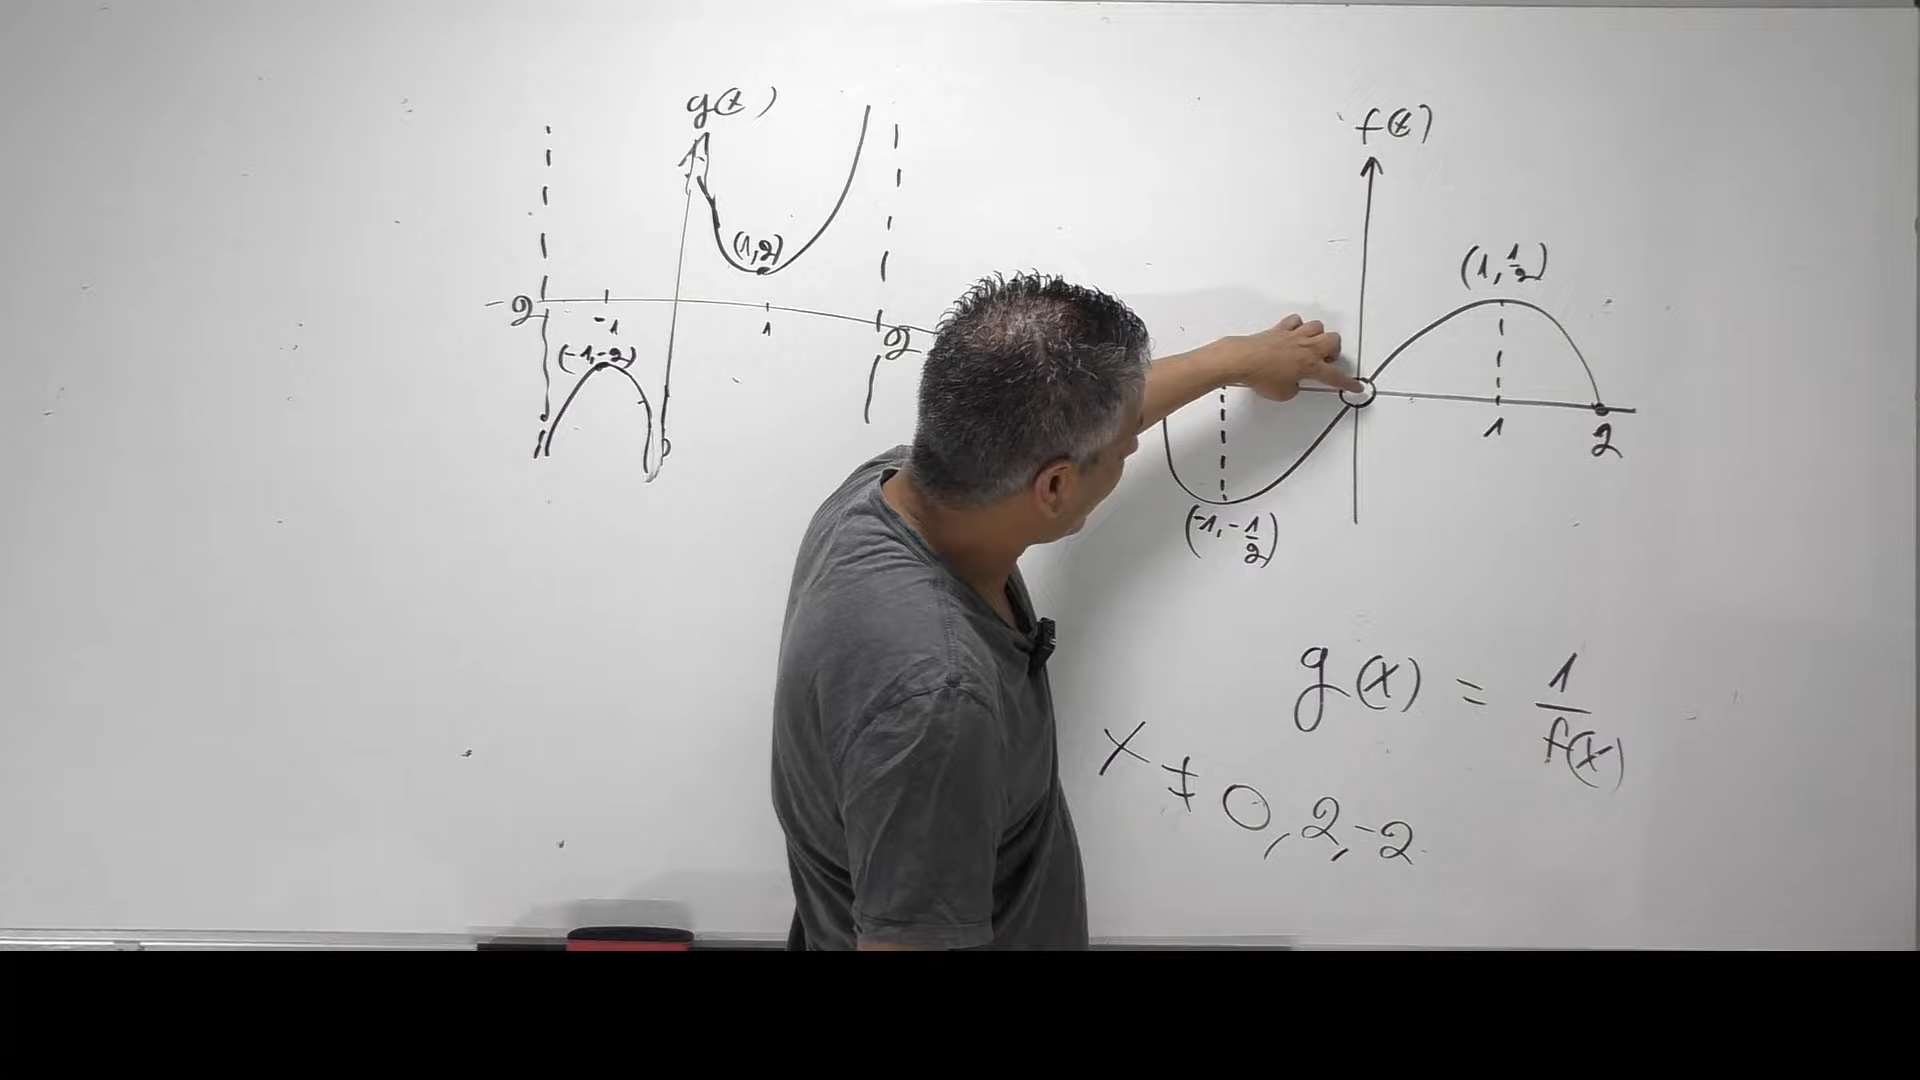 g(x)
(1,2)
-2
-1
1
2
(-1,-2)
f(x)
(1, 1/2)
1
2
(-1, -1/2)
g(x) = 1/f(x)
x ≠ 0, 2, -2